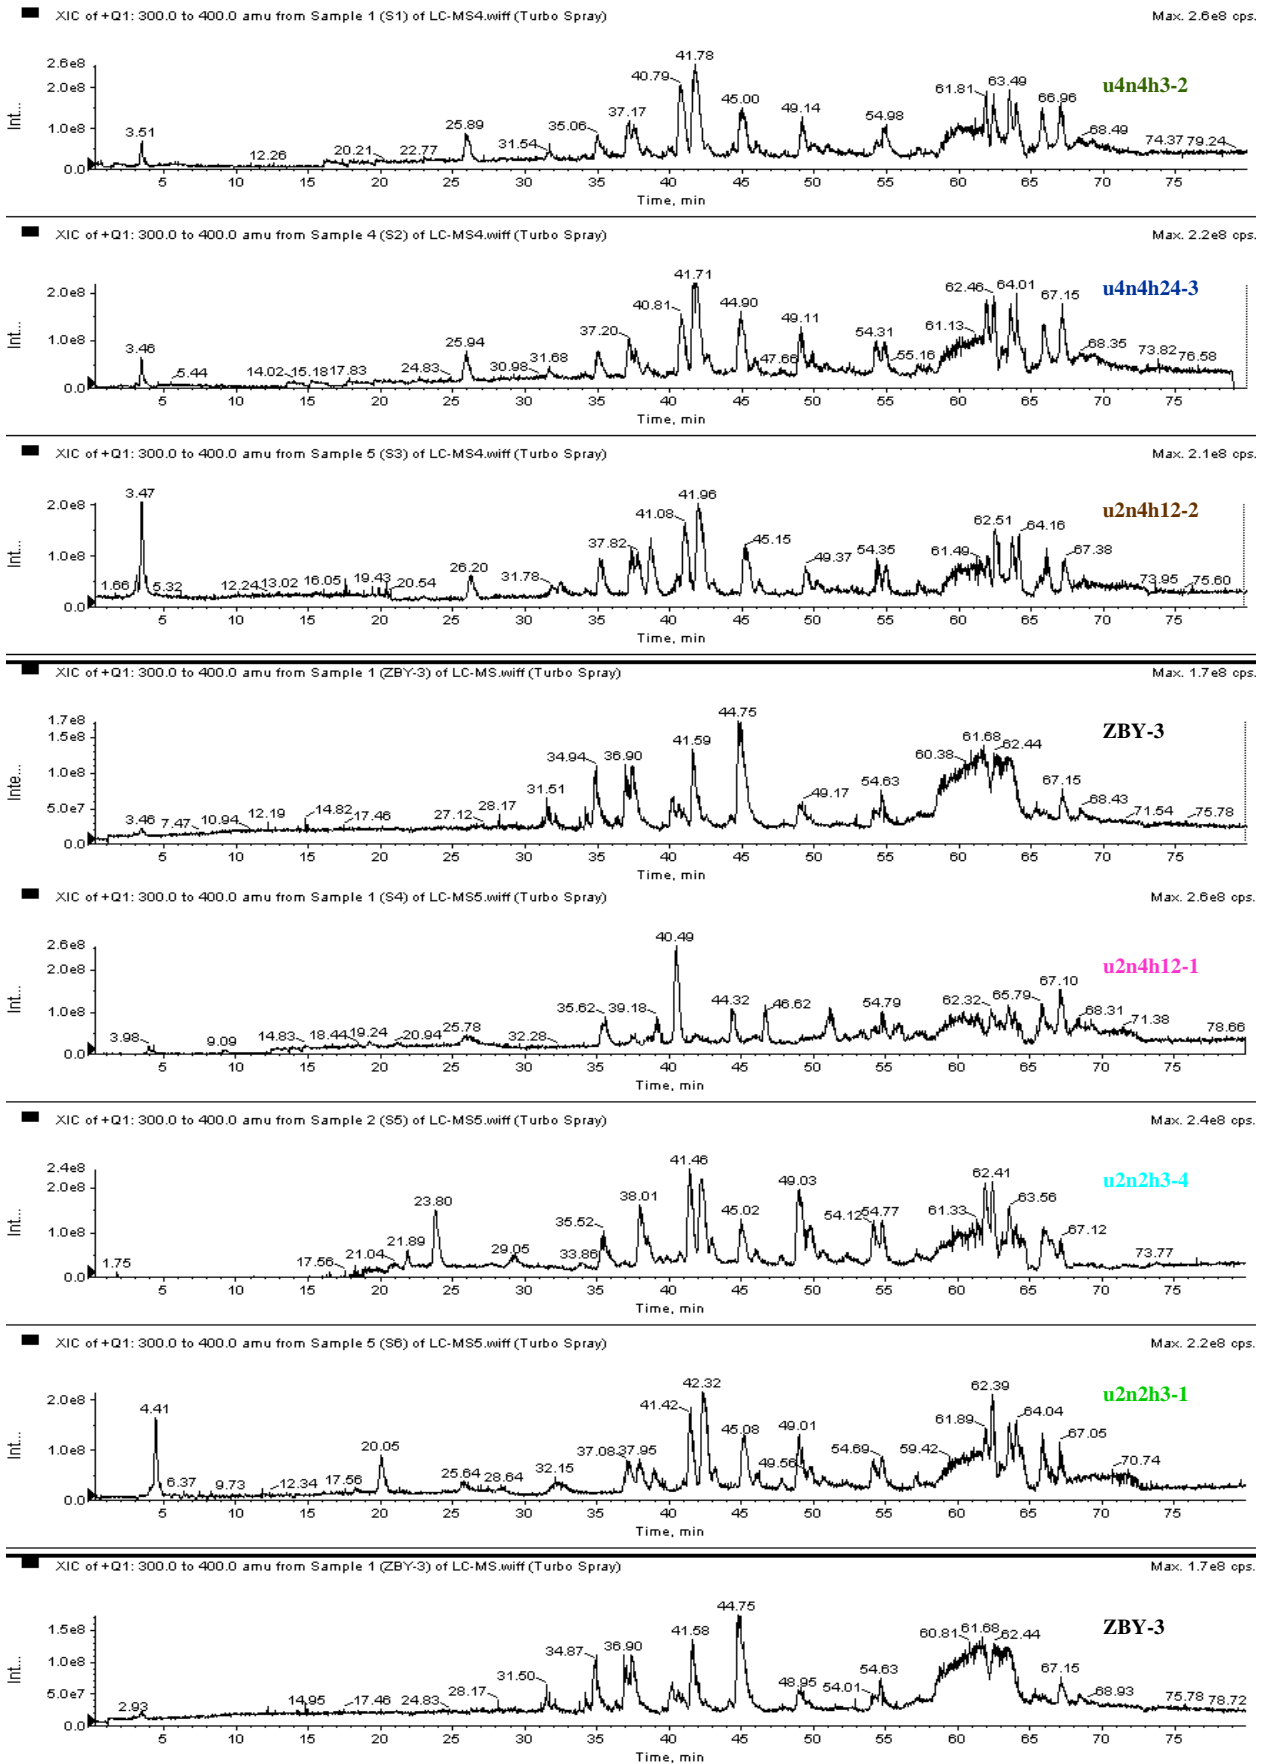 XIC of +Q1: 300.0 to 400.0 amu from Sample 1 (S1) of LC-MS4.wiff (Turbo Spray) Max. 2.6e8 cps.
u4n4h3-2
Int...
2.6e8 2.0e8 1.0e8 0.0
3.51 12.26 20.21 22.77 25.89 31.54 35.06 37.17 40.79 41.78 45.00 49.14 54.98 61.81 63.49 66.96 68.49 74.37 79.24
5 10 15 20 25 30 35 40 45 50 55 60 65 70 75
Time, min
XIC of +Q1: 300.0 to 400.0 amu from Sample 4 (S2) of LC-MS4.wiff (Turbo Spray) Max. 2.2e8 cps.
u4n4h24-3
Int...
2.0e8 1.0e8 0.0
3.46 5.44 14.02 15.18 17.83 24.83 25.94 30.98 31.68 37.20 40.81 41.71 44.90 47.66 49.11 54.31 55.16 61.13 62.46 64.01 67.15 68.35 73.82 76.58
5 10 15 20 25 30 35 40 45 50 55 60 65 70 75
Time, min
XIC of +Q1: 300.0 to 400.0 amu from Sample 5 (S3) of LC-MS4.wiff (Turbo Spray) Max. 2.1e8 cps.
u2n4h12-2
Int...
2.0e8 1.0e8 0.0
1.66 3.47 5.32 12.24 13.02 16.05 19.43 20.54 26.20 31.78 37.82 41.08 41.96 45.15 49.37 54.35 61.49 62.51 64.16 67.38 73.95 75.60
5 10 15 20 25 30 35 40 45 50 55 60 65 70 75
Time, min
XIC of +Q1: 300.0 to 400.0 amu from Sample 1 (ZBY-3) of LC-MS.wiff (Turbo Spray) Max. 1.7e8 cps.
ZBY-3
Inte...
1.7e8 1.5e8 1.0e8 5.0e7 0.0
3.46 7.47 10.94 12.19 14.82 17.46 27.12 28.17 31.51 34.94 36.90 41.59 44.75 49.17 54.63 60.38 61.68 62.44 67.15 68.43 71.54 75.78
5 10 15 20 25 30 35 40 45 50 55 60 65 70 75
Time, min
XIC of +Q1: 300.0 to 400.0 amu from Sample 1 (S4) of LC-MS5.wiff (Turbo Spray) Max. 2.6e8 cps.
u2n4h12-1
Int...
2.6e8 2.0e8 1.0e8 0.0
3.98 9.09 14.83 18.44 19.24 20.94 25.78 32.28 35.62 39.18 40.49 44.32 46.62 54.79 62.32 65.79 67.10 68.31 71.38 78.66
5 10 15 20 25 30 35 40 45 50 55 60 65 70 75
Time, min
XIC of +Q1: 300.0 to 400.0 amu from Sample 2 (S5) of LC-MS5.wiff (Turbo Spray) Max. 2.4e8 cps.
u2n2h3-4
Int...
2.4e8 2.0e8 1.0e8 0.0
1.75 17.56 21.04 21.89 23.80 29.05 33.86 35.52 38.01 41.46 45.02 49.03 54.12 54.77 61.33 62.41 63.56 67.12 73.77
5 10 15 20 25 30 35 40 45 50 55 60 65 70 75
Time, min
XIC of +Q1: 300.0 to 400.0 amu from Sample 5 (S6) of LC-MS5.wiff (Turbo Spray) Max. 2.2e8 cps.
u2n2h3-1
Int...
2.0e8 1.0e8 0.0
4.41 6.37 9.73 12.34 17.56 20.05 25.64 28.64 32.15 37.08 37.95 41.42 42.32 45.08 49.01 49.56 54.69 59.42 61.89 62.39 64.04 67.05 70.74
5 10 15 20 25 30 35 40 45 50 55 60 65 70 75
Time, min
XIC of +Q1: 300.0 to 400.0 amu from Sample 1 (ZBY-3) of LC-MS.wiff (Turbo Spray) Max. 1.7e8 cps.
ZBY-3
Int...
1.5e8 1.0e8 5.0e7 0.0
2.93 14.95 17.46 24.83 28.17 31.50 34.87 36.90 41.58 44.75 48.95 54.01 54.63 60.81 61.68 62.44 67.15 68.93 75.78 78.72
5 10 15 20 25 30 35 40 45 50 55 60 65 70 75
Time, min